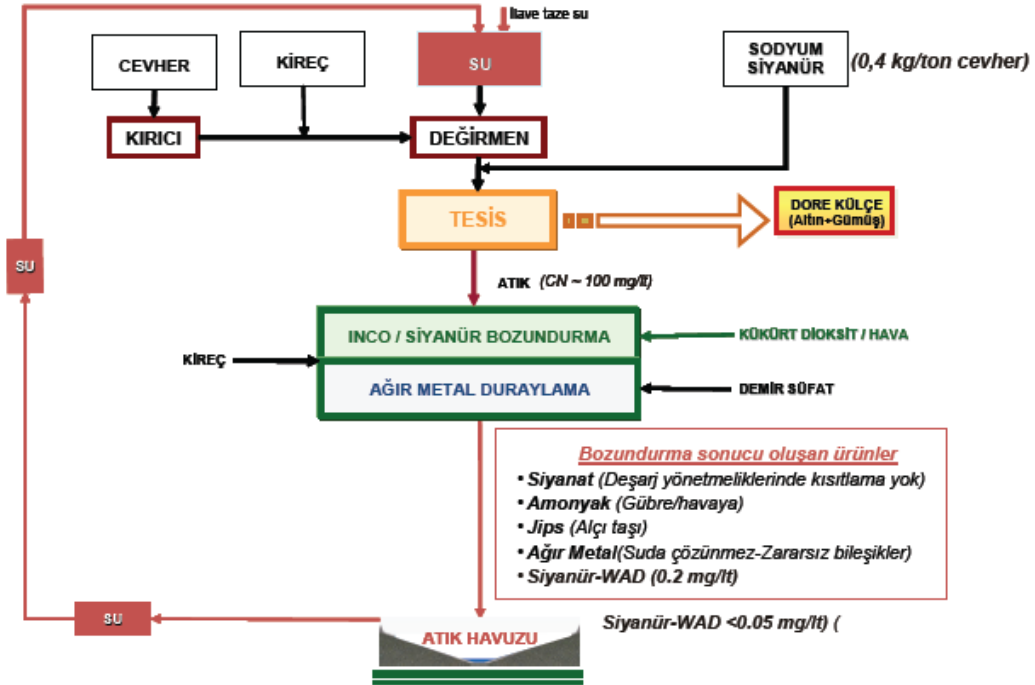 İlave taze su
CEVHER
KİREÇ
SU
SODYUM
SİYANÜR
(0,4 kg/ton cevher)
KIRICI
DEĞİRMEN
TESİS
DORE KÜLÇE
(Altın+Gümüş)
SU
ATIK (CN ~ 100 mg/lt)
INCO / SİYANÜR BOZUNDURMA
KÜKÜRT DİOKSİT / HAVA
KİREÇ
AĞIR METAL DURAYLAMA
DEMİR SÜFAT
Bozundurma sonucu oluşan ürünler
• Siyanat (Deşarj yönetmeliklerinde kısıtlama yok)
• Amonyak (Gübre/havaya)
• Jips (Alçı taşı)
• Ağır Metal(Suda çözünmez-Zararsız bileşikler)
• Siyanür-WAD (0.2 mg/lt)
SU
Siyanür-WAD <0.05 mg/lt) (
ATIK HAVUZU